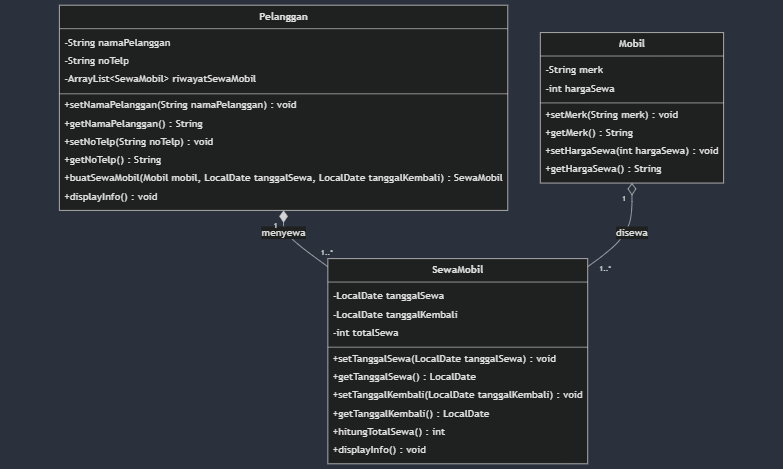 Pelanggan
-String namaPelanggan
-String noTelp
-ArrayList<SewaMobil> riwayatSewaMobil
+setNamaPelanggan(String namaPelanggan) : void
+getNamaPelanggan() : String
+setNoTelp(String noTelp) : void
+getNoTelp() : String
+buatSewaMobil(Mobil mobil, LocalDate tanggalSewa, LocalDate tanggalKembali) : SewaMobil
+displayInfo() : void
Mobil
-String merk
-int hargaSewa
+setMerk(String merk) : void
+getMerk() : String
+setHargaSewa(int hargaSewa) : void
+getHargaSewa() : String
1
menyewa
1..*
1
disewa
1..*
SewaMobil
-LocalDate tanggalSewa
-LocalDate tanggalKembali
-int totalSewa
+setTanggalSewa(LocalDate tanggalSewa) : void
+getTanggalSewa() : LocalDate
+setTanggalKembali(LocalDate tanggalKembali) : void
+getTanggalKembali() : LocalDate
+hitungTotalSewa() : int
+displayInfo() : void